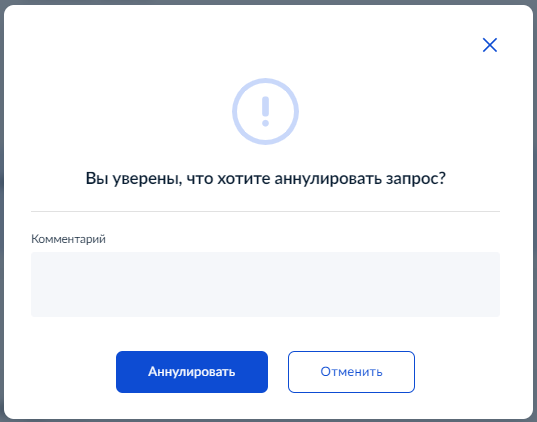 Вы уверены, что хотите аннулировать запрос?
Комментарий
Аннулировать
Отменить